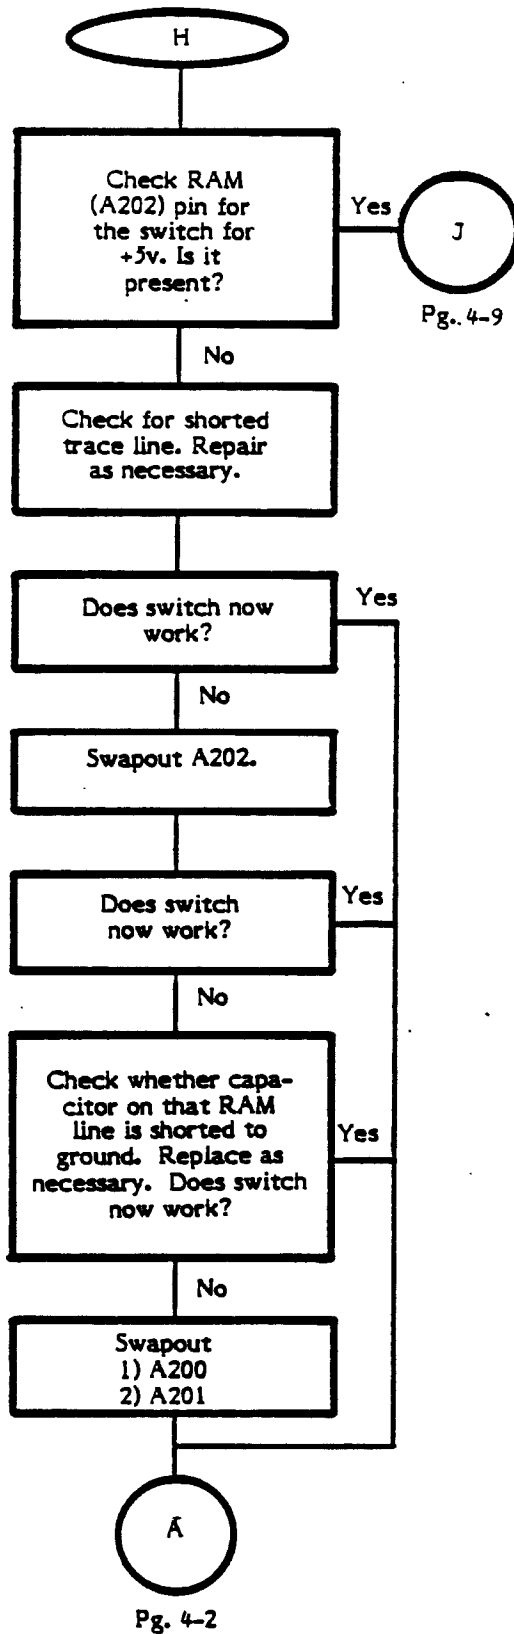 H
Check RAM
(A202) pin for
the switch for
+5v. Is it
present?
Yes
J
Pg. 4-9
No
Check for shorted
trace line. Repair
as necessary.
Does switch now
work?
Yes
No
Swapout A202.
Does switch
now work?
Yes
No
Check whether capa-
citor on that RAM
line is shorted to
ground. Replace as
necessary. Does switch
now work?
Yes
No
Swapout
1) A200
2) A201
A
Pg. 4-2